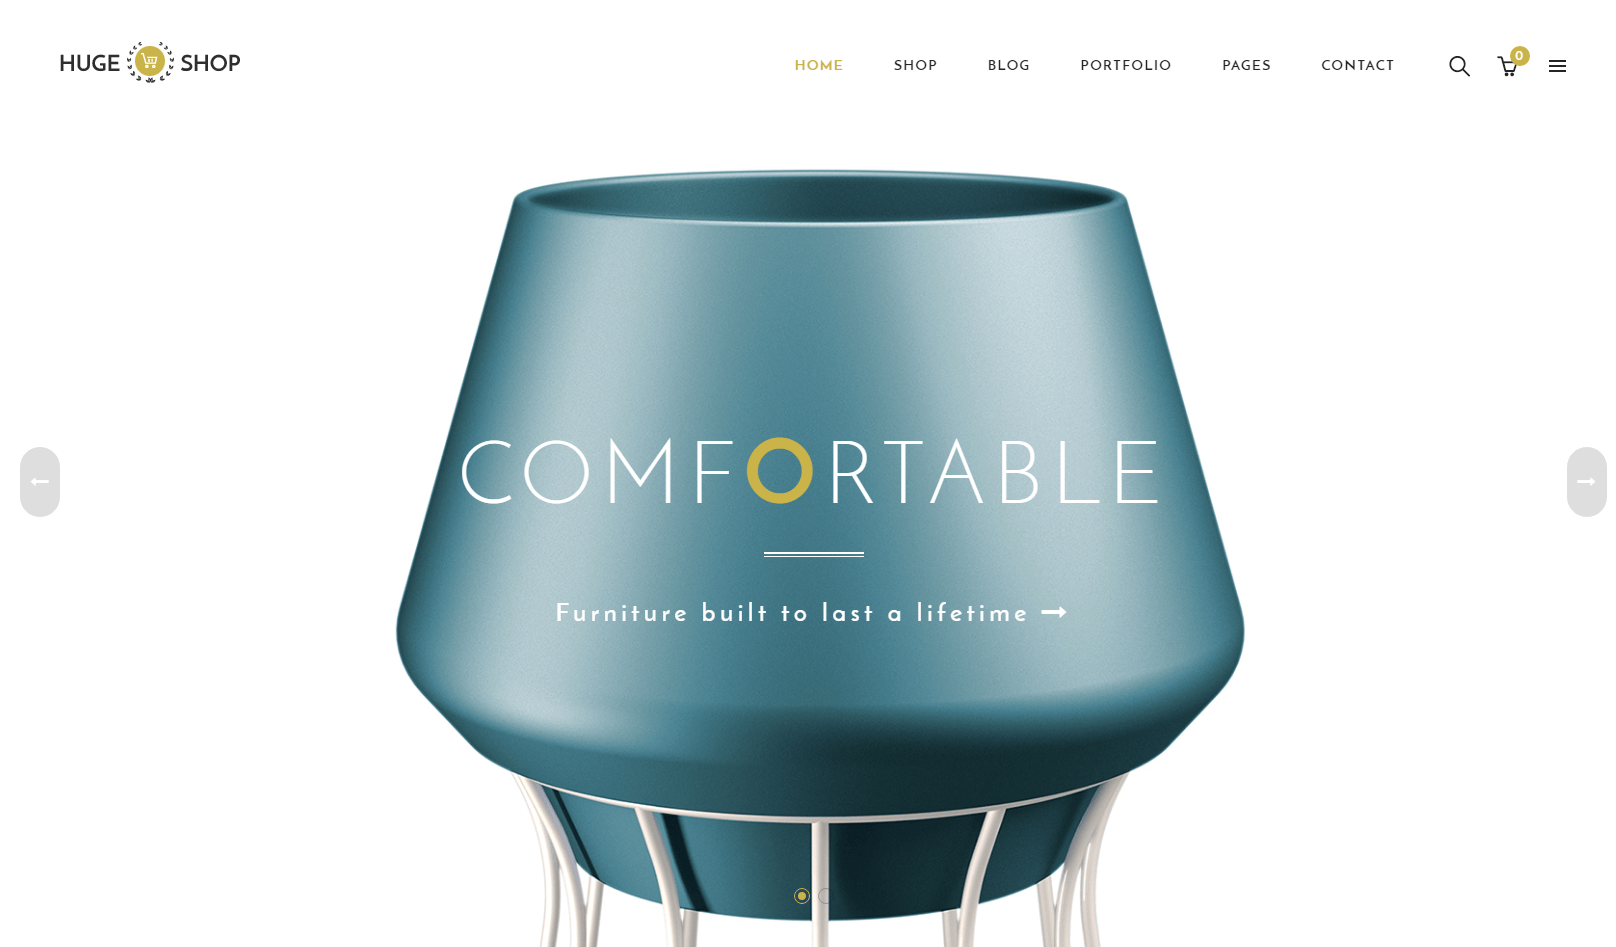 HUGE SHOP
HOME SHOP BLOG PORTFOLIO PAGES CONTACT 0
COMFORTABLE
Furniture built to last a lifetime →